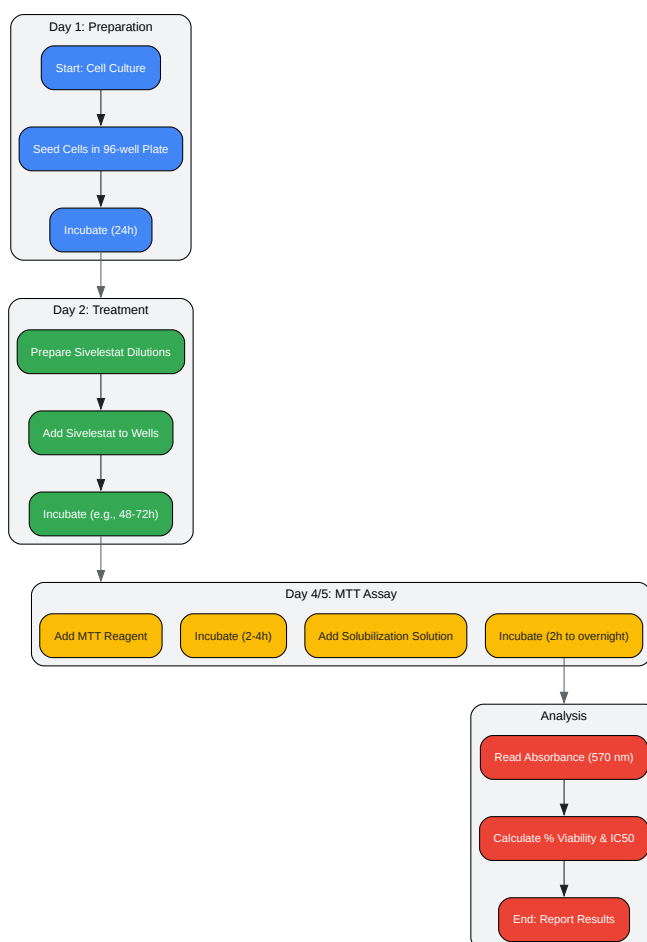 Day 1: Preparation
Start: Cell Culture
Seed Cells in 96-well Plate
Incubate (24h)
Day 2: Treatment
Prepare Sivelestat Dilutions
Add Sivelestat to Wells
Incubate (e.g., 48-72h)
Day 4/5: MTT Assay
Add MTT Reagent
Incubate (2-4h)
Add Solubilization Solution
Incubate (2h to overnight)
Analysis
Read Absorbance (570 nm)
Calculate % Viability & IC50
End: Report Results